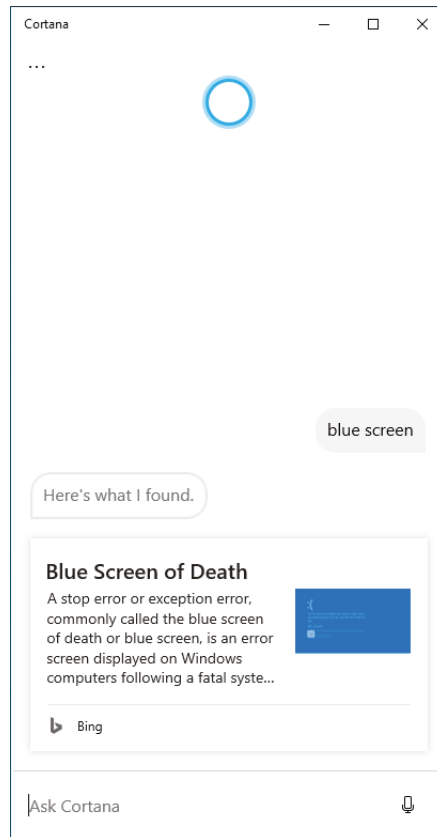 Cortana
...
blue screen
Here's what I found.
Blue Screen of Death
A stop error or exception error,
commonly called the blue screen
of death or blue screen, is an error
screen displayed on Windows
computers following a fatal syste...
:(
Bing
Ask Cortana